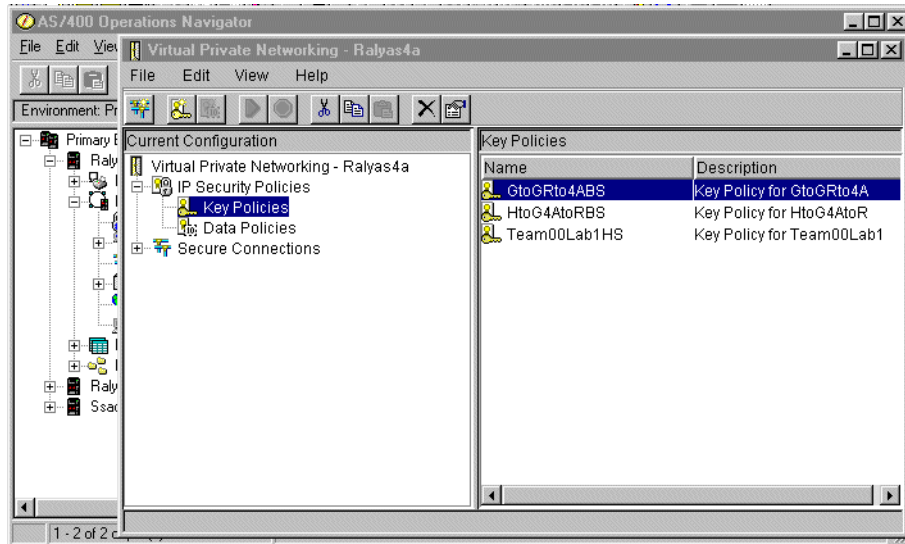 AS/400 Operations Navigator
File Edit View
Virtual Private Networking - Ralyas4a
File Edit View Help
Environment: Pr
Primary E
Raly
Raly
Ssac
Current Configuration
Virtual Private Networking - Ralyas4a
IP Security Policies
Key Policies
Data Policies
Secure Connections
Key Policies
Name Description
GtoGRto4ABS Key Policy for GtoGRto4A
HtoG4AtoRBS Key Policy for HtoG4AtoR
Team00Lab1HS Key Policy for Team00Lab1
1 - 2 of 2